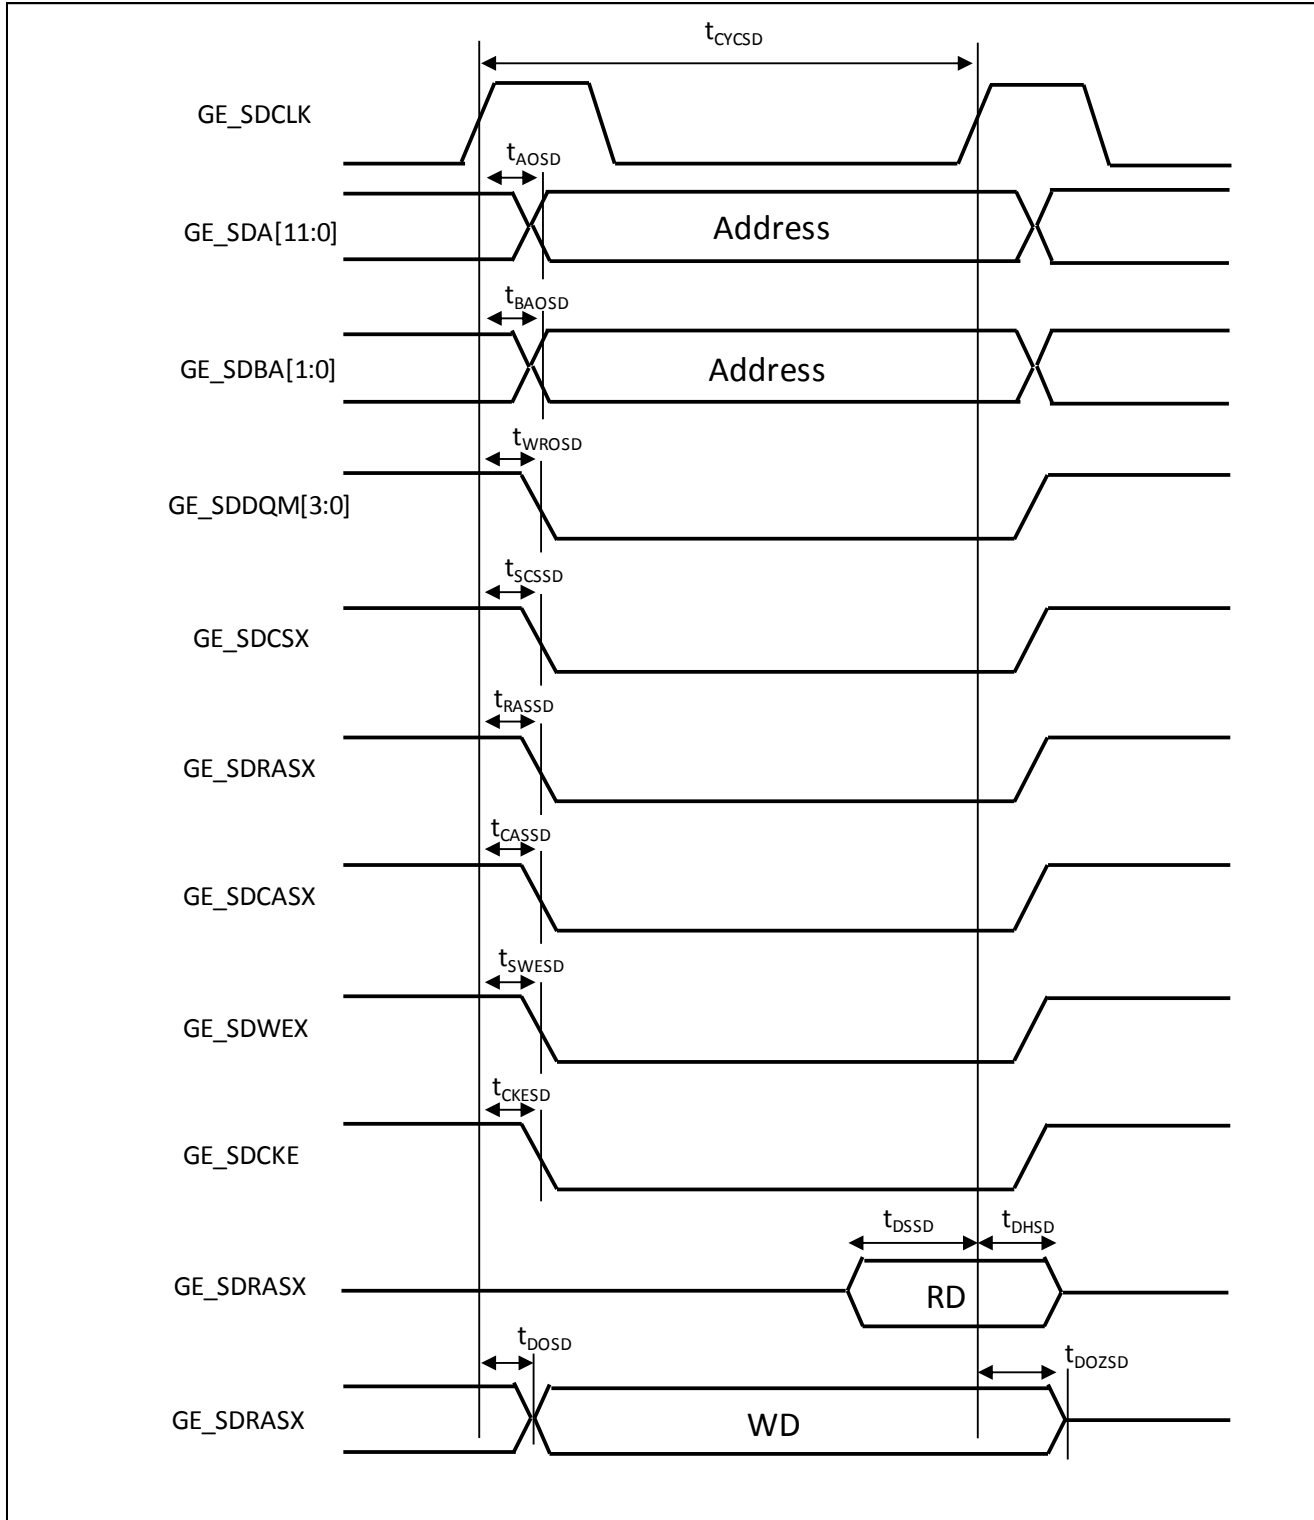 tCYCSD
GE_SDCLK
tAOSD
GE_SDA[11:0]
Address
tBAOSD
GE_SDBA[1:0]
Address
tWROSD
GE_SDDQM[3:0]
tSCSSD
GE_SDCSX
tRASSD
GE_SDRASX
tCASSD
GE_SDCASX
tSWESD
GE_SDWEX
tCKESD
GE_SDCKE
tDSSD tDHSD
GE_SDRASX
RD
tDOSD
tDOZSD
GE_SDRASX
WD